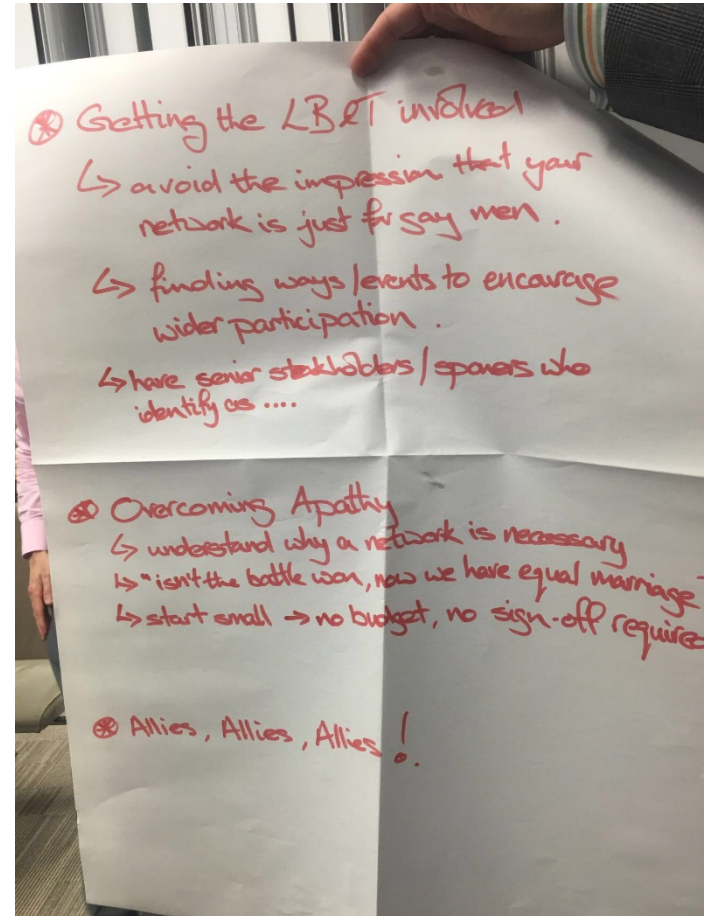 ⊛ Getting the LB&T involved
↳ avoid the impression that your
network is just for gay men.
↳ finding ways/events to encourage
wider participation.
↳ have senior stakholders/sponsers who
identify as ....
⊛ Overcoming Apathy
↳ understand why a network is necessary
↳ "isn't the battle won, now we have equal marriage"
↳ start small → no budget, no sign-off required
⊛ Allies, Allies, Allies!